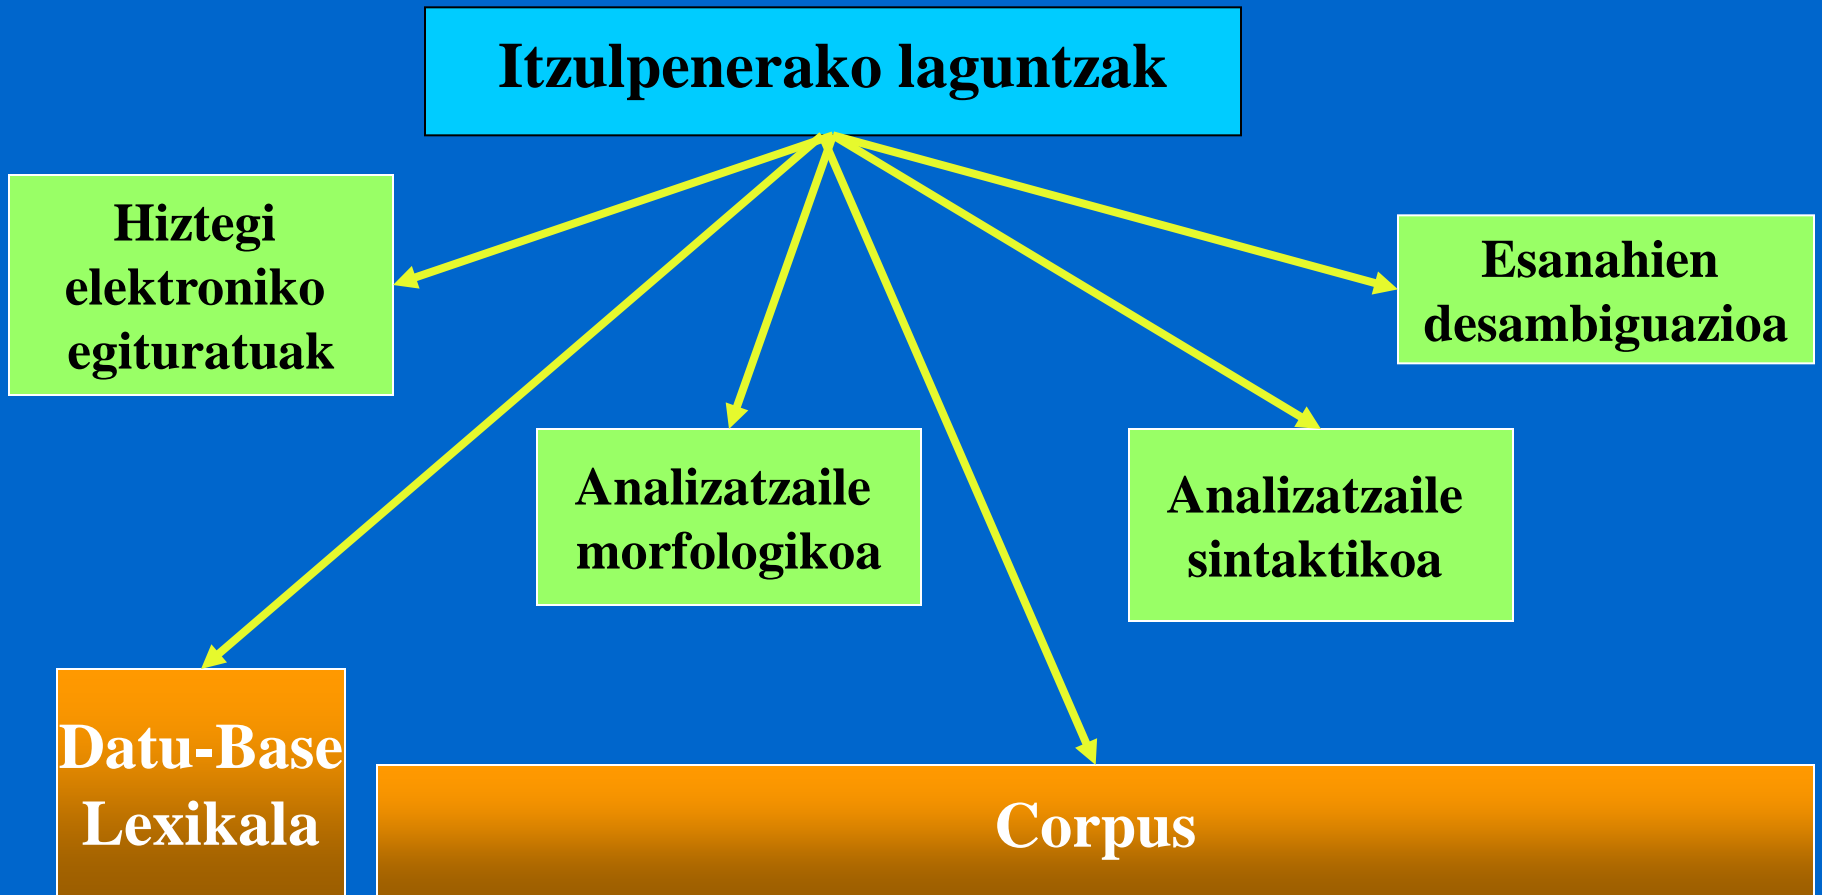 Itzulpenerako laguntzak
Hiztegi
elektroniko
egituratuak
Esanahien
desambiguazioa
Analizatzaile
morfologikoa
Analizatzaile
sintaktikoa
Datu-Base
Lexikala
Corpus